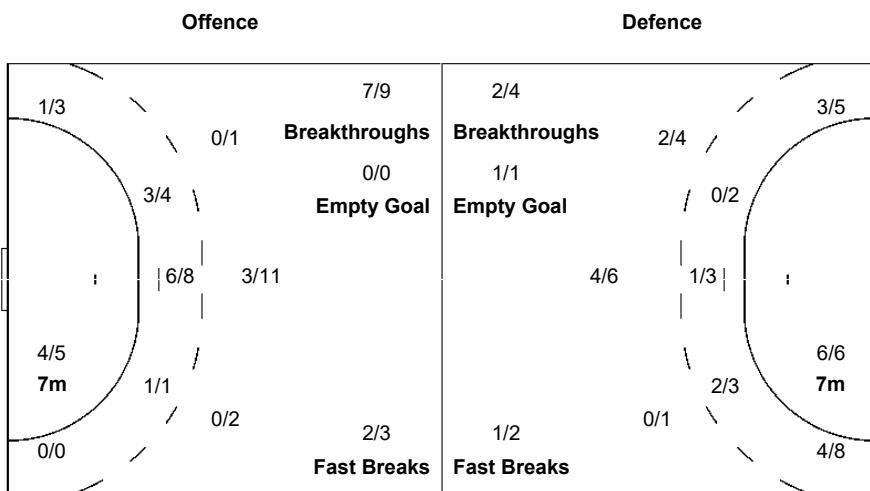 Offence Defence
7/9 2/4
1/3 3/5
0/1 Breakthroughs Breakthroughs 2/4
0/0 1/1
3/4 0/2
Empty Goal Empty Goal
6/8 3/11 4/6 1/3
4/5 6/6
7m 1/1 2/3 7m
0/2 0/1
2/3 1/2
0/0 4/8
Fast Breaks Fast Breaks